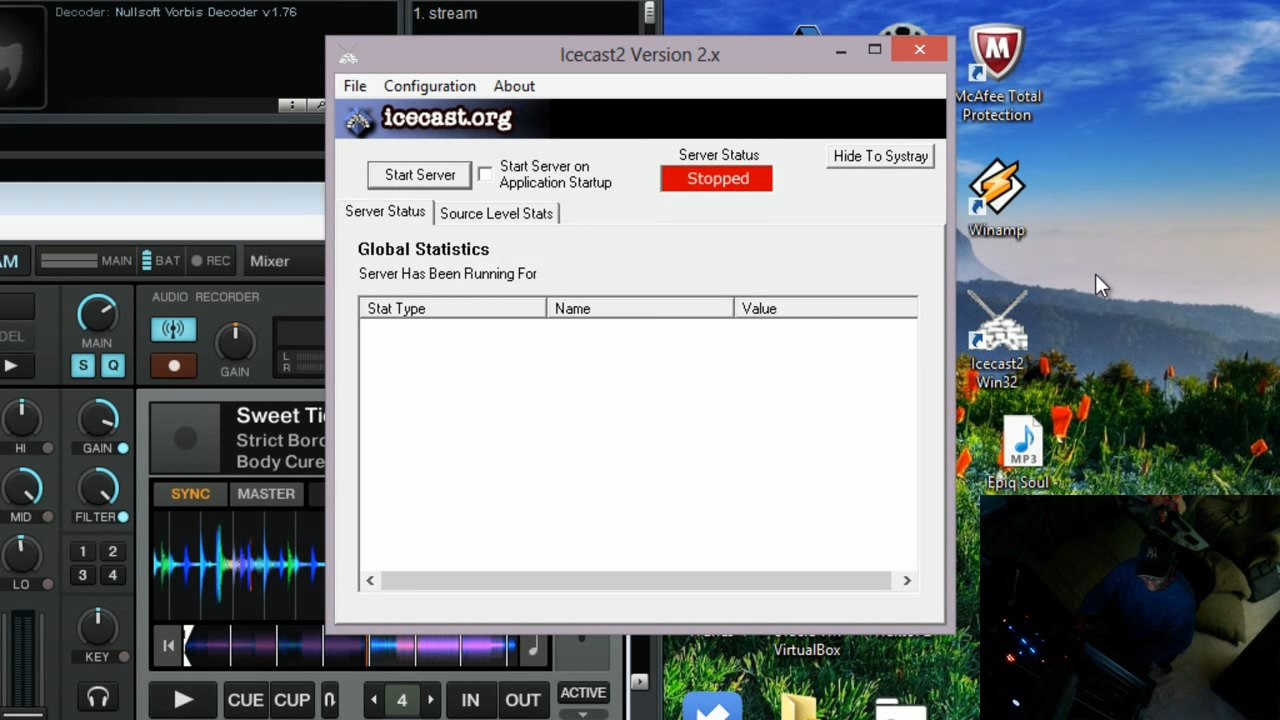 Decoder: Nullsoft Vorbis Decoder v1.76
1. stream
Icecast2 Version 2.x
File Configuration About
icecast.org
Start Server
Start Server on
Application Startup
Server Status
Stopped
Hide To Systray
Server Status
Source Level Stats
Global Statistics
Server Has Been Running For
Stat Type
Name
Value
McAfee Total
Protection
Winamp
Icecast2
Win32
MP3
Epiq Soul
VirtualBox
AM
MAIN
BAT
REC
Mixer
DEL
MAIN
S
Q
AUDIO RECORDER
GAIN
L
R
HI
GAIN
MID
FILTER
LO
1 2
3 4
KEY
Sweet Ti
Strict Bord
Body Cure
SYNC
MASTER
CUE
CUP
4
IN
OUT
ACTIVE